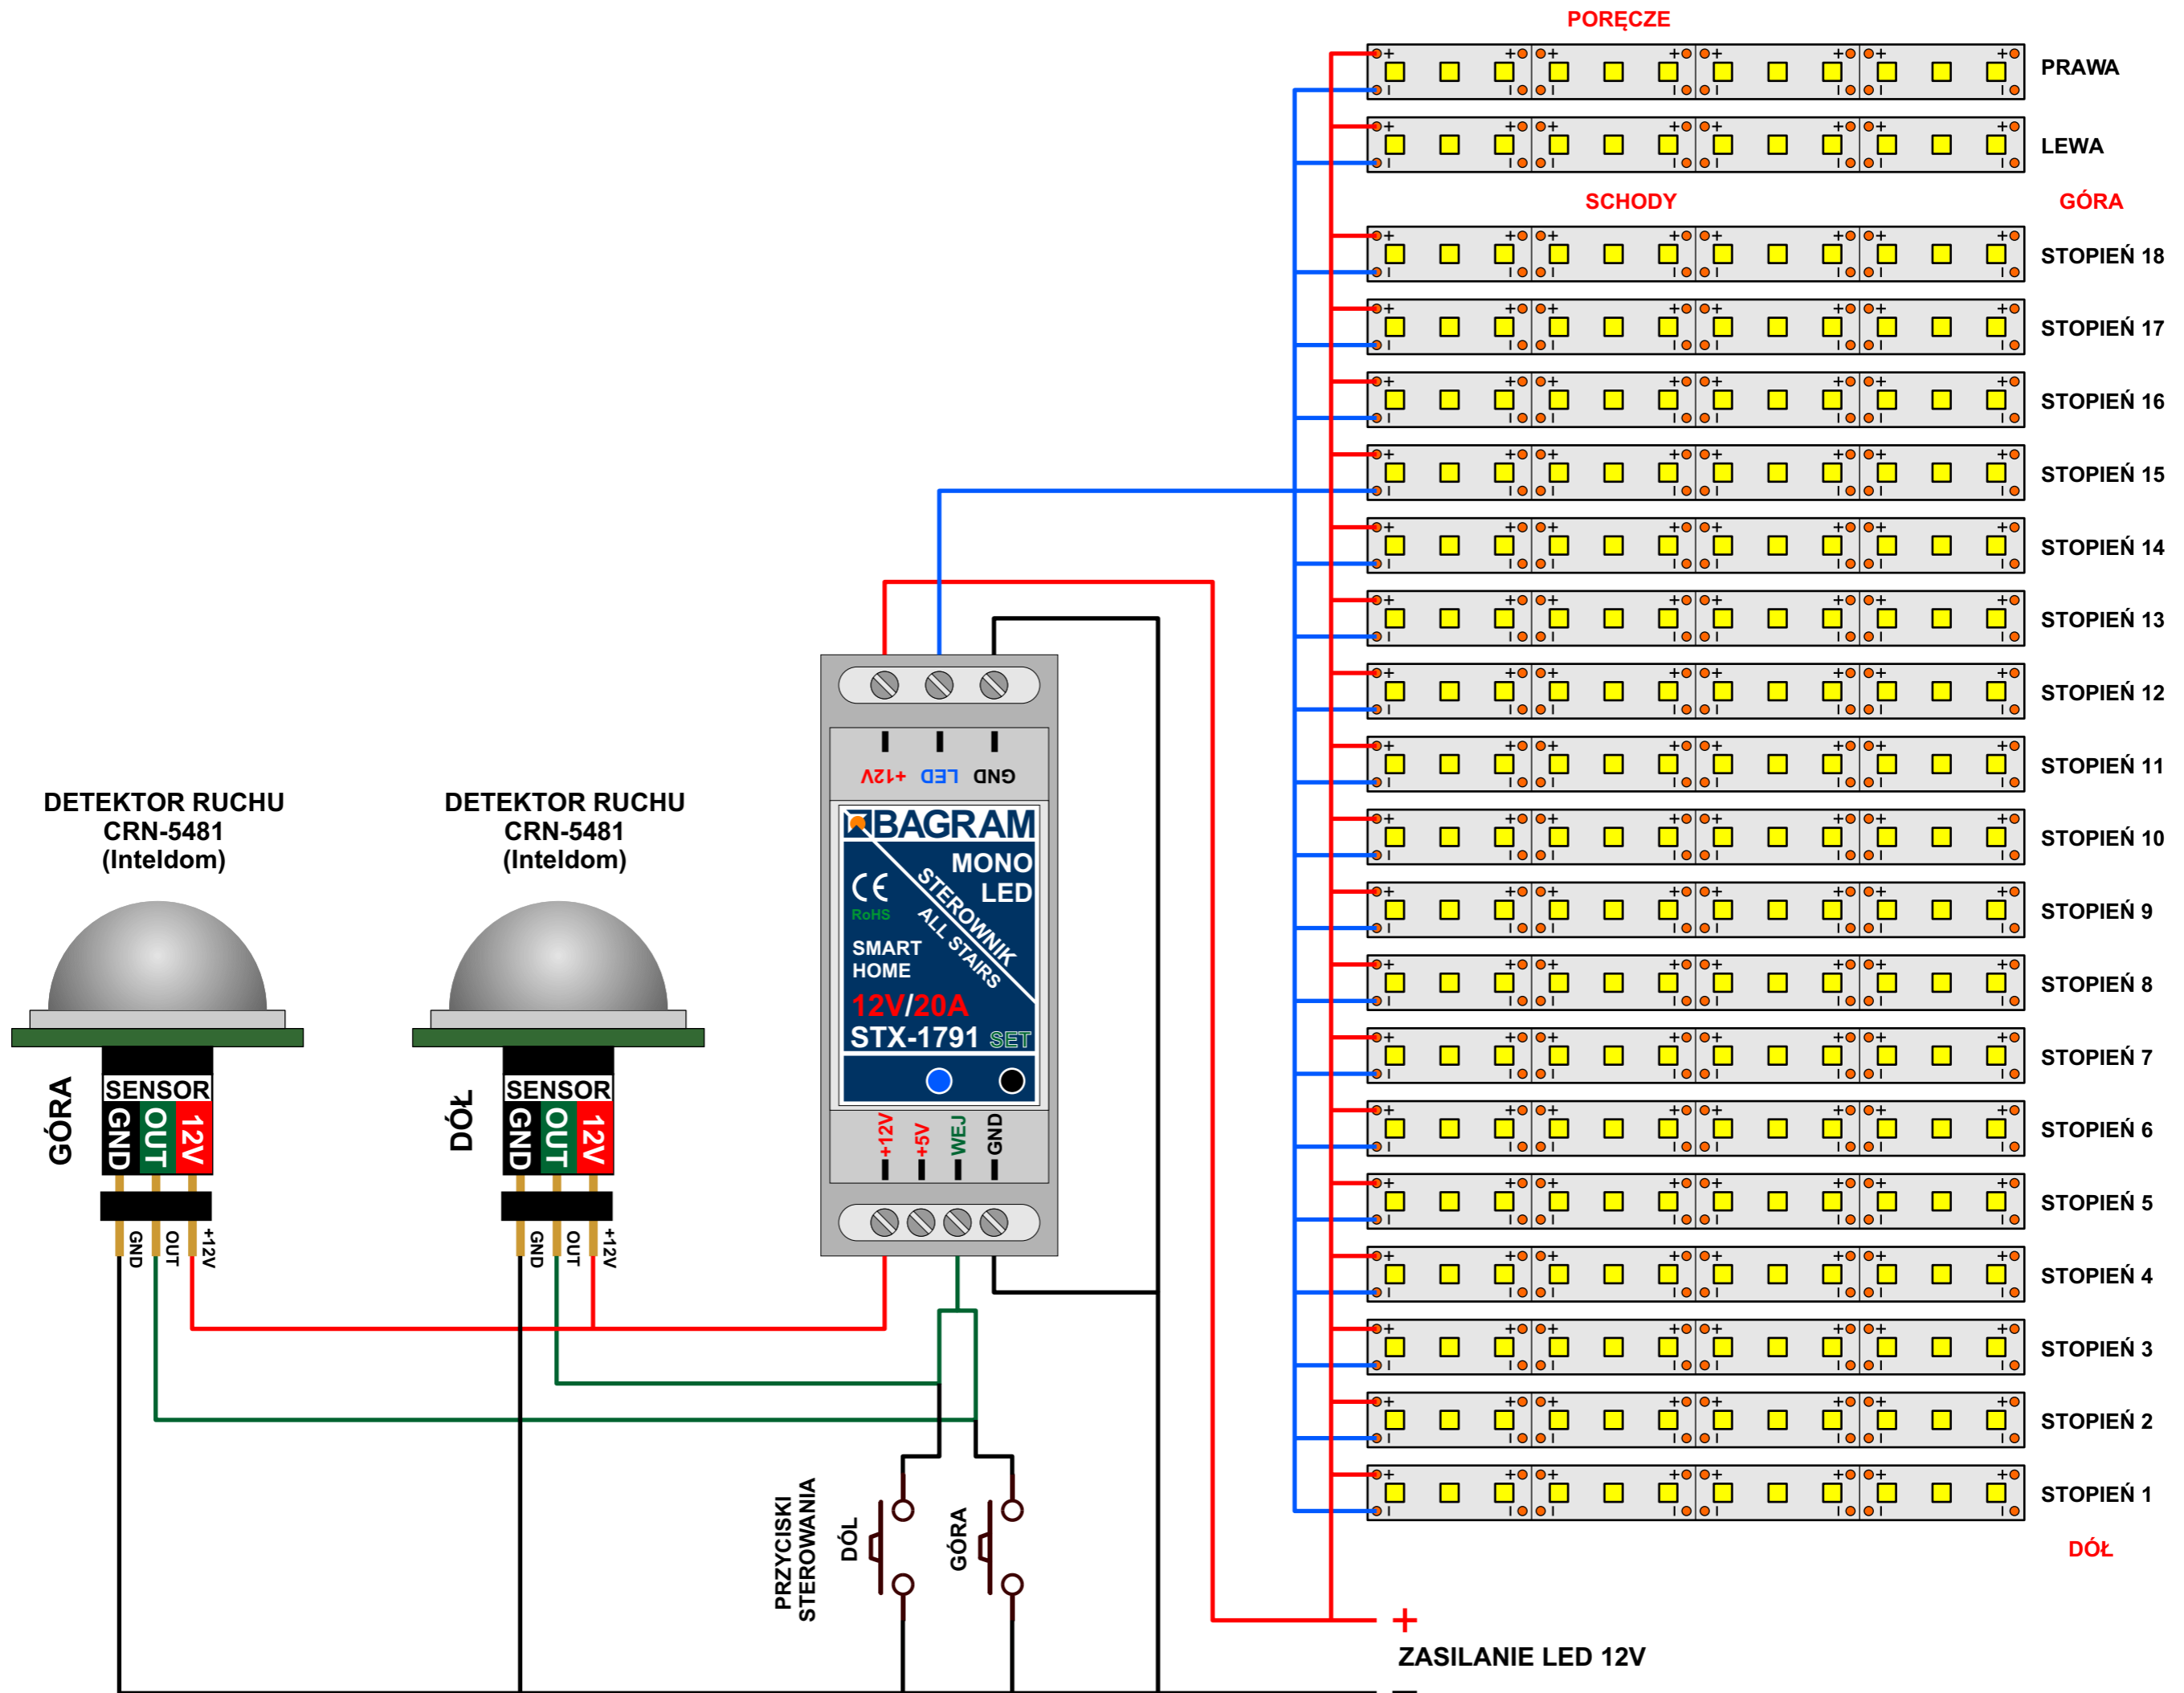 PORĘCZE
PRAWA
LEWA
SCHODY
GÓRA
STOPIEŃ 18
STOPIEŃ 17
STOPIEŃ 16
STOPIEŃ 15
STOPIEŃ 14
STOPIEŃ 13
STOPIEŃ 12
STOPIEŃ 11
STOPIEŃ 10
STOPIEŃ 9
STOPIEŃ 8
STOPIEŃ 7
STOPIEŃ 6
STOPIEŃ 5
STOPIEŃ 4
STOPIEŃ 3
STOPIEŃ 2
STOPIEŃ 1
DÓŁ
DETEKTOR RUCHU
CRN-5481
(Inteldom)
GÓRA
SENSOR
GND
OUT
12V
GND
OUT
+12V
DETEKTOR RUCHU
CRN-5481
(Inteldom)
DÓŁ
SENSOR
GND
OUT
12V
GND
OUT
+12V
+12V
LED
GND
BAGRAM
MONO
LED
CE
RoHS
STEROWNIK
ALL STAIRS
SMART
HOME
12V/20A
STX-1791 SET
+12V
+5V
WEJ
GND
PRZYCISKI
STEROWANIA
DÓL
GÓRA
+
ZASILANIE LED 12V